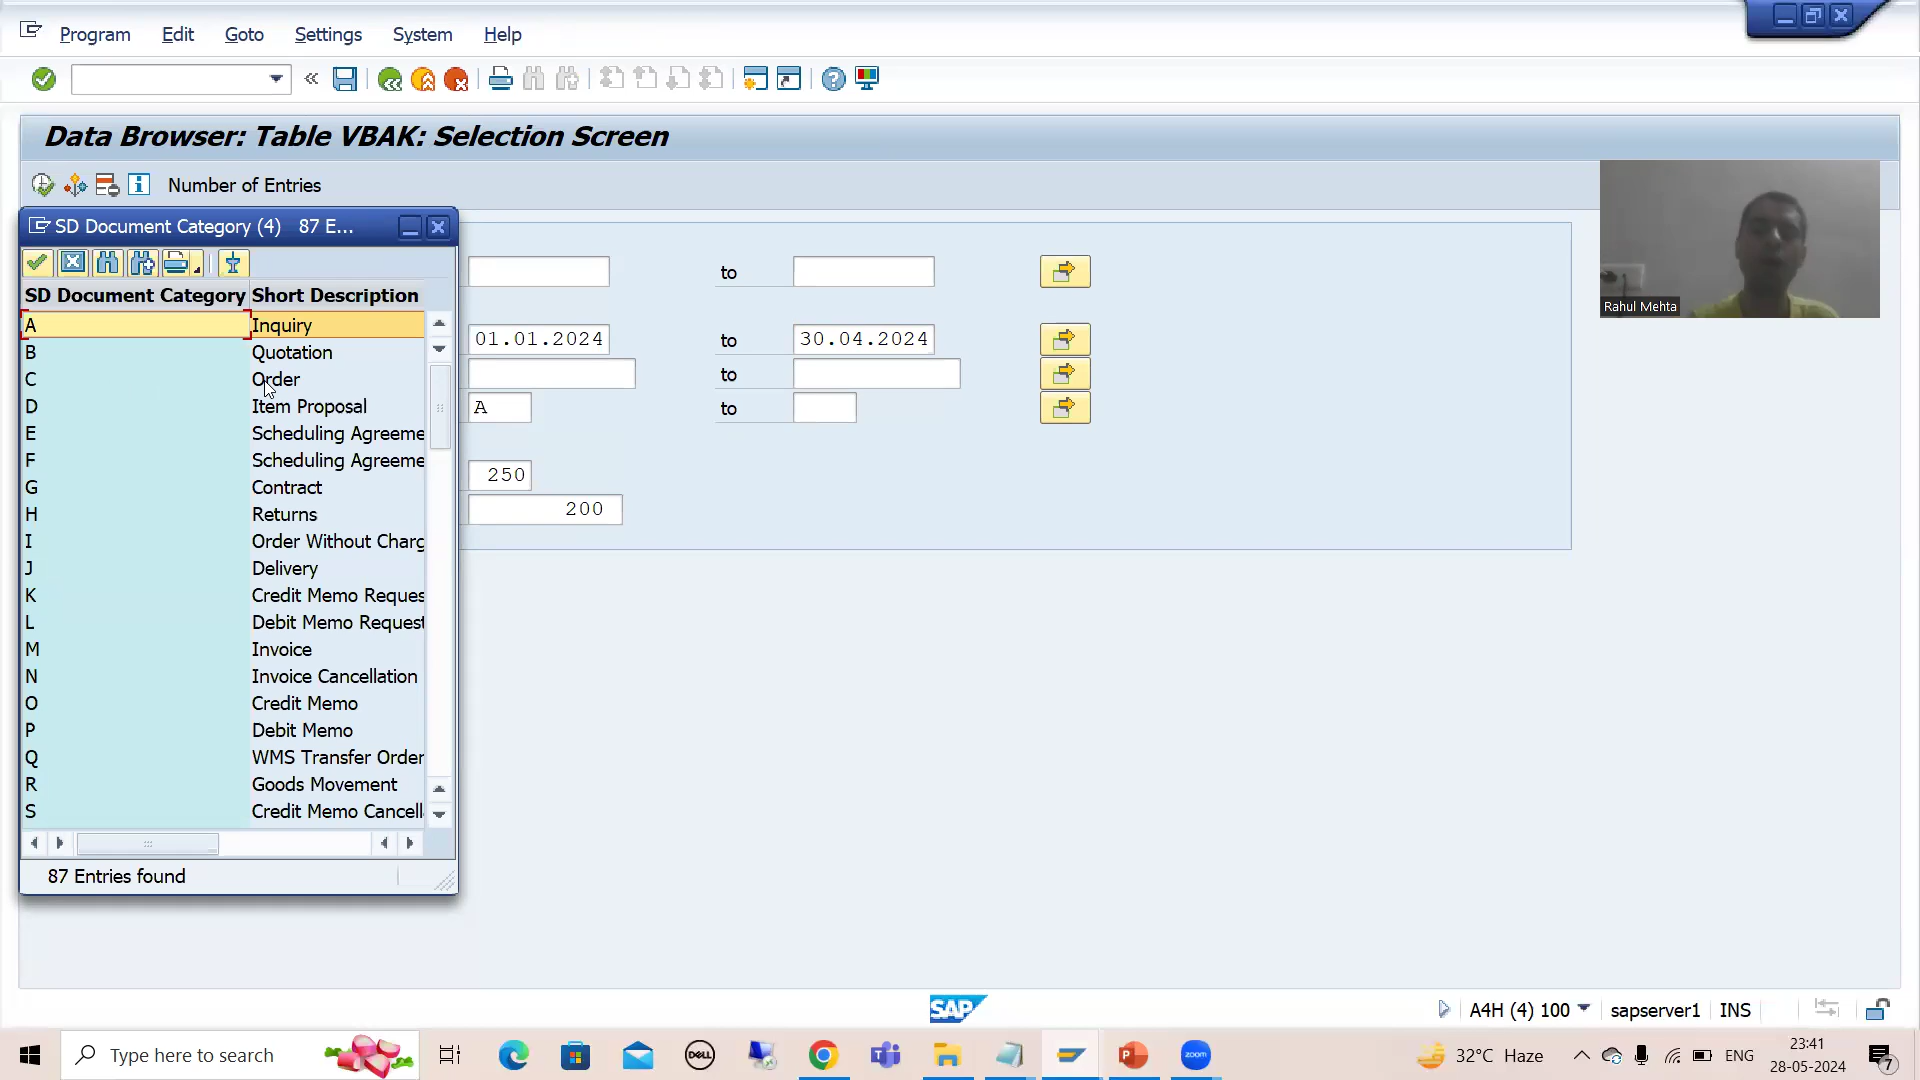 Program Edit Goto Settings System Help
Data Browser: Table VBAK: Selection Screen
Number of Entries
SD Document Category (4) 87 E...
SD Document Category Short Description
A Inquiry
B Quotation
C Order
D Item Proposal
E Scheduling Agreeme
F Scheduling Agreeme
G Contract
H Returns
I Order Without Charg
J Delivery
K Credit Memo Reques
L Debit Memo Request
M Invoice
N Invoice Cancellation
O Credit Memo
P Debit Memo
Q WMS Transfer Order
R Goods Movement
S Credit Memo Cancell
87 Entries found
to
01.01.2024 to 30.04.2024
to
A to
250
200
Rahul Mehta
SAP
A4H (4) 100 sapserver1 INS
Type here to search
DELL
zoom
32°C Haze
ENG
23:41
28-05-2024
7